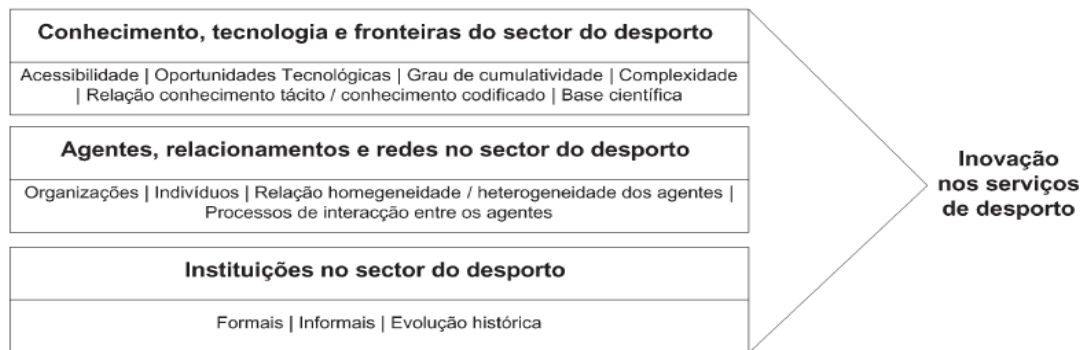 Conhecimento, tecnologia e fronteiras do sector do desporto
Acessibilidade | Oportunidades Tecnológicas | Grau de cumulatividade | Complexidade
| Relação conhecimento tácito / conhecimento codificado | Base científica
Agentes, relacionamentos e redes no sector do desporto
Organizações | Indivíduos | Relação homegeneidade / heterogeneidade dos agentes |
Processos de interacção entre os agentes
Instituições no sector do desporto
Formais | Informais | Evolução histórica
Inovação
nos serviços
de desporto